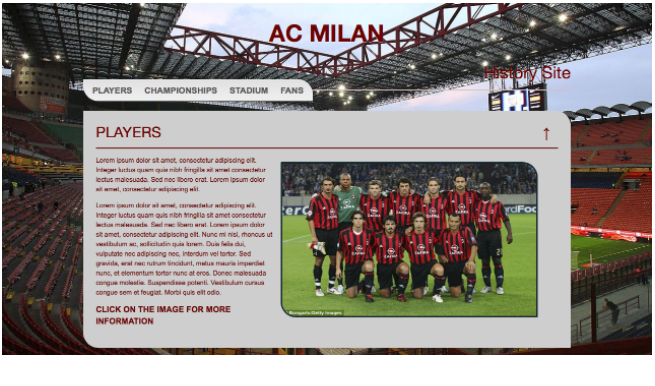 AC MILAN
History Site
PLAYERS CHAMPIONSHIPS STADIUM FANS
PLAYERS ↑
Lorem ipsum dolor sit amet, consectetur adipiscing elit.
Integer luctus quam quis nibh fringilla sit amet consectetur
lectus malesuada. Sed nec libero erat. Lorem ipsum dolor
sit amet, consectetur adipiscing elit.
Lorem ipsum dolor sit amet, consectetur adipiscing elit.
Integer luctus quam quis nibh fringilla sit amet consectetur
lectus malesuada. Sed nec libero erat. Lorem ipsum dolor
sit amet, consectetur adipiscing elit. Nunc mi nisl, rhoncus ut
vestibulum ac, sollicitudin quis lorem. Duis felis dui,
vulputate nec adipiscing nec, interdum vel tortor. Sed
gravida, erat nec rutrum tincidunt, metus mauris imperdiet
nunc, et elementum tortor nunc at eros. Donec malesuada
congue molestie. Suspendisse potenti. Vestibulum cursus
congue sem et feugiat. Morbi quis elit odio.
CLICK ON THE IMAGE FOR MORE
INFORMATION